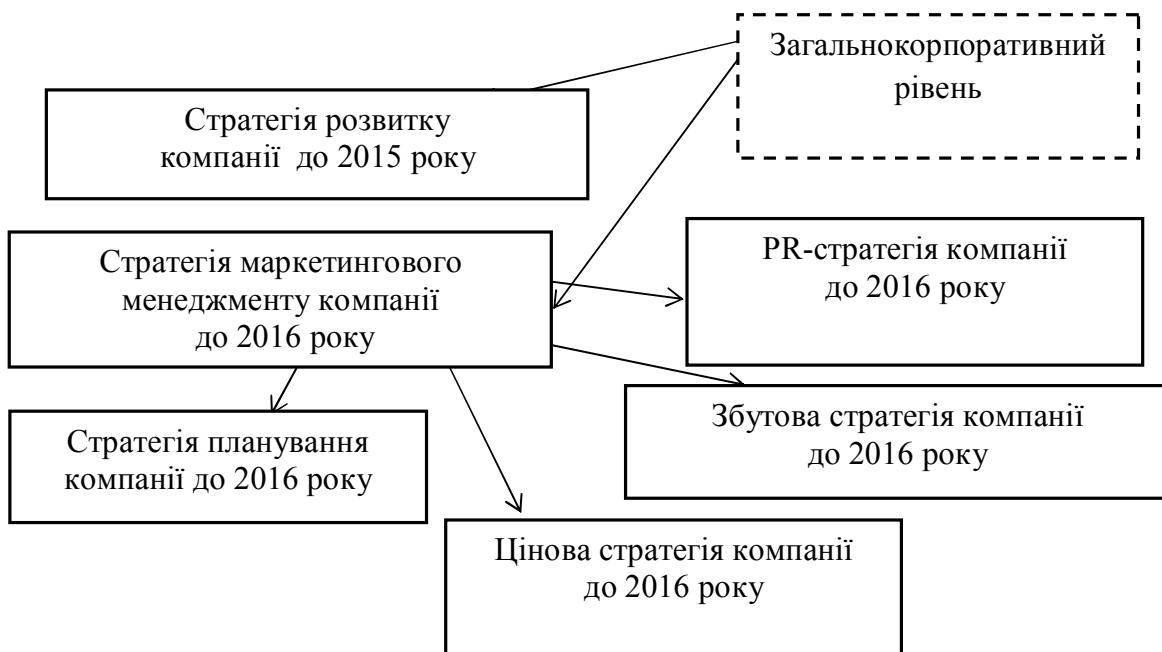 Загальнокорпоративний
рівень
Стратегія розвитку
компанії до 2015 року
Стратегія маркетингового
менеджменту компанії
до 2016 року
PR-стратегія компанії
до 2016 року
Збутова стратегія компанії
до 2016 року
Стратегія планування
компанії до 2016 року
Цінова стратегія компанії
до 2016 року